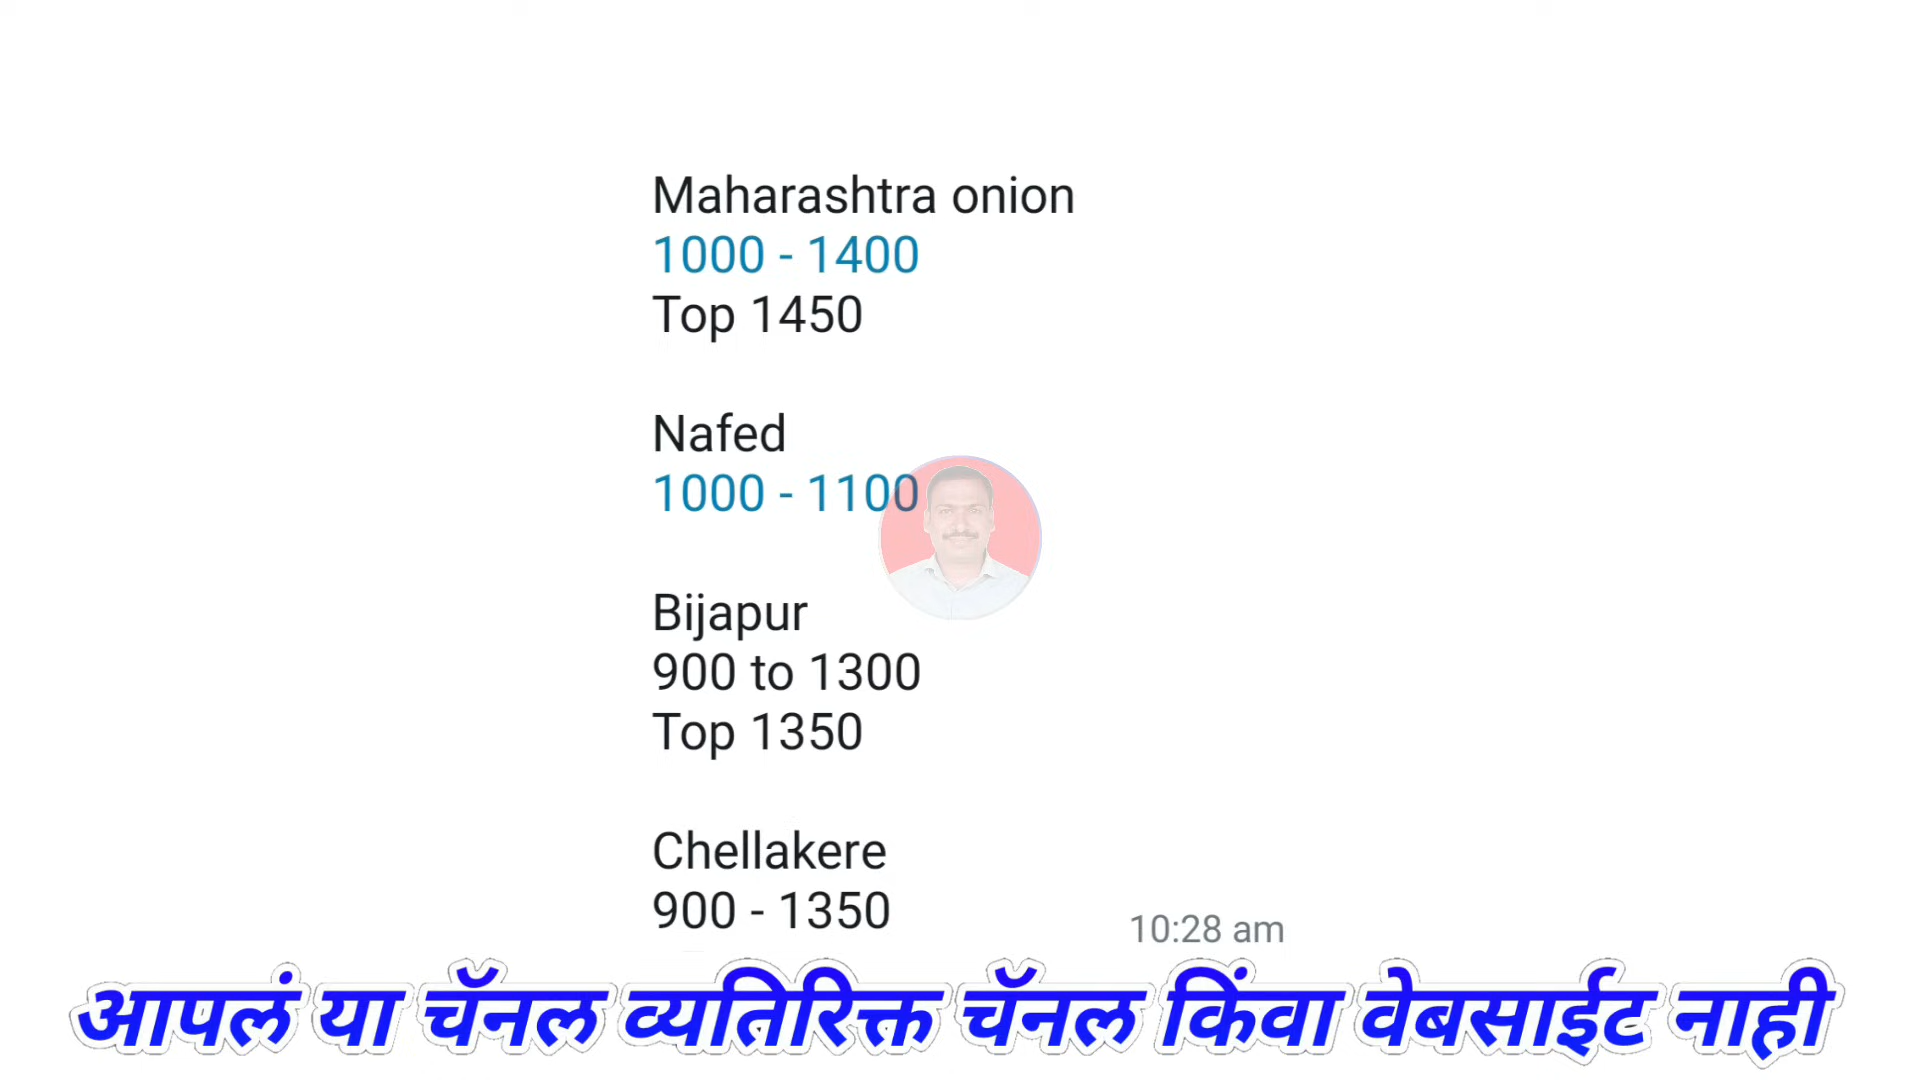 Maharashtra onion
1000 - 1400
Top 1450
Nafed
1000 - 1100
Bijapur
900 to 1300
Top 1350
Chellakere
900 - 1350
10:28 am
आपलं या चॅनल व्यतिरिक्त चॅनल किंवा वेबसाईट नाही